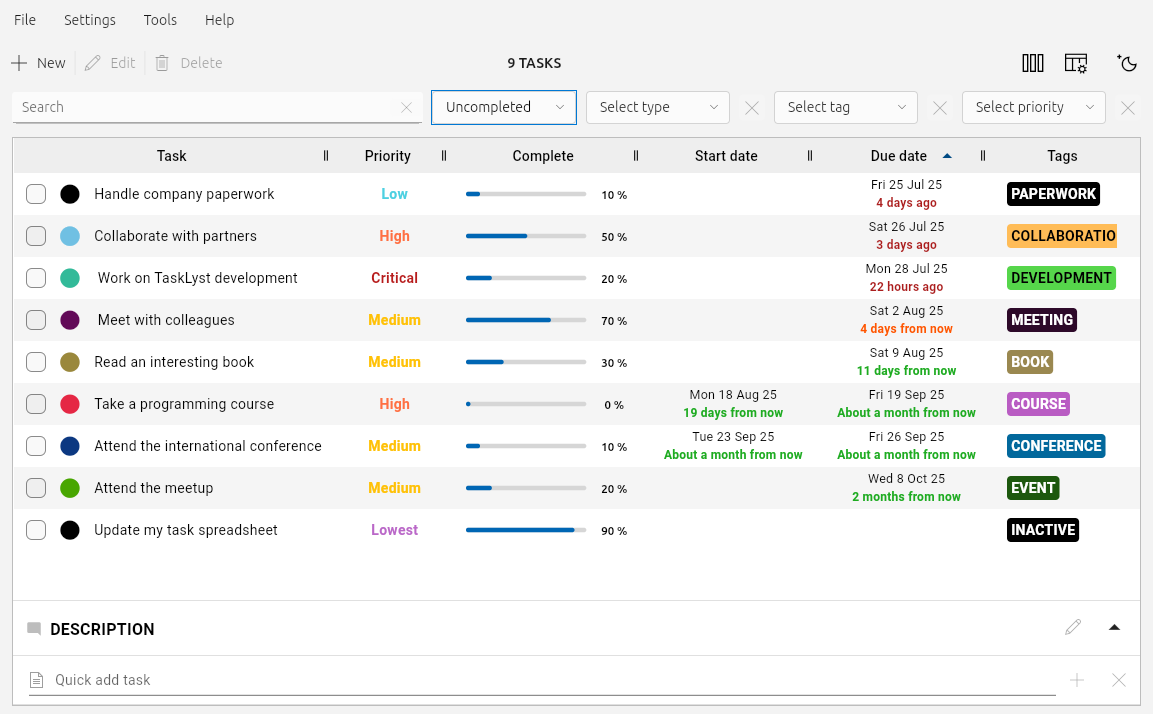 File Settings Tools Help
New Edit Delete 9 TASKS
Search Uncompleted Select type Select tag Select priority
Task Priority Complete Start date Due date Tags
Handle company paperwork Low 10 % Fri 25 Jul 25 PAPERWORK
4 days ago
Collaborate with partners High 50 % Sat 26 Jul 25 COLLABORATIO
3 days ago
Work on TaskLyst development Critical 20 % Mon 28 Jul 25 DEVELOPMENT
22 hours ago
Meet with colleagues Medium 70 % Sat 2 Aug 25 MEETING
4 days from now
Read an interesting book Medium 30 % Sat 9 Aug 25 BOOK
11 days from now
Take a programming course High 0 % Mon 18 Aug 25 Fri 19 Sep 25 COURSE
19 days from now About a month from now
Attend the international conference Medium 10 % Tue 23 Sep 25 Fri 26 Sep 25 CONFERENCE
About a month from now About a month from now
Attend the meetup Medium 20 % Wed 8 Oct 25 EVENT
2 months from now
Update my task spreadsheet Lowest 90 % INACTIVE
DESCRIPTION
Quick add task